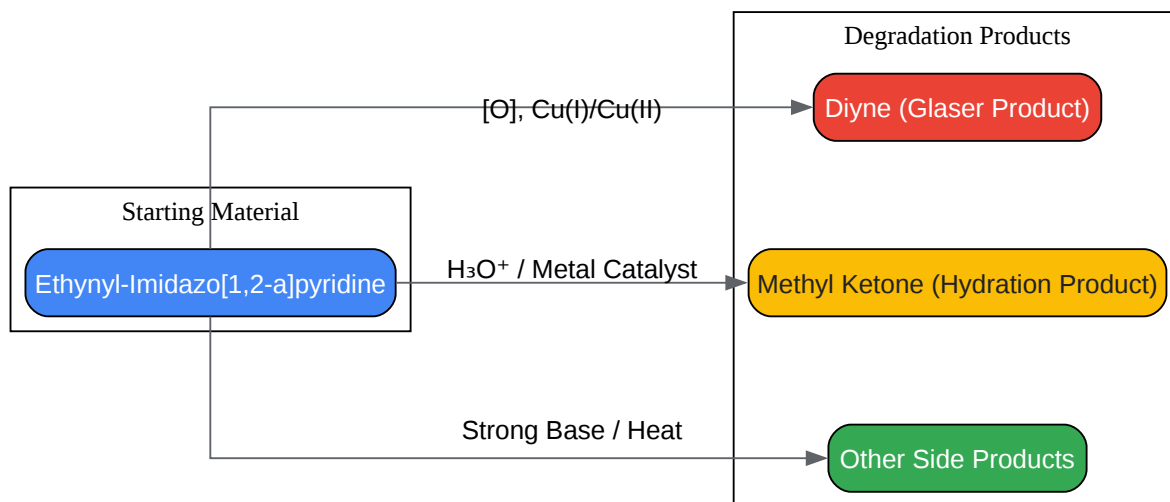 Degradation Products
Diyne (Glaser Product)
[O], Cu(I)/Cu(II)
Starting Material
Ethynyl-Imidazo[1,2-a]pyridine
H₃O⁺ / Metal Catalyst
Methyl Ketone (Hydration Product)
Strong Base / Heat
Other Side Products